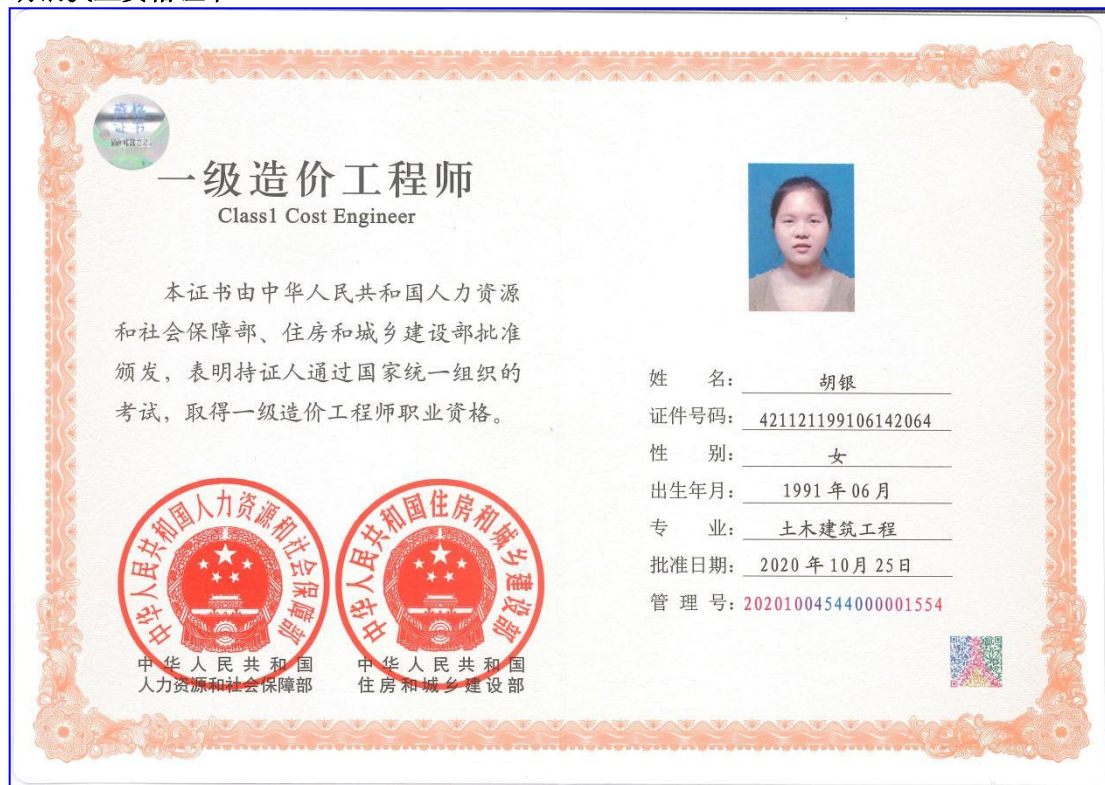 一级造价工程师
Class1 Cost Engineer
本证书由中华人民共和国人力资源
和社会保障部、住房和城乡建设部批准
颁发，表明持证人通过国家统一组织的
考试，取得一级造价工程师职业资格。
中华人民共和国人力资源和社会保障部
中华人民共和国住房和城乡建设部
中华人民共和国
人力资源和社会保障部
中华人民共和国
住房和城乡建设部
姓 名： 胡银
证件号码： 421121199106142064
性 别： 女
出生年月： 1991年06月
专 业： 土木建筑工程
批准日期： 2020年10月25日
管 理 号：20201004544000001554